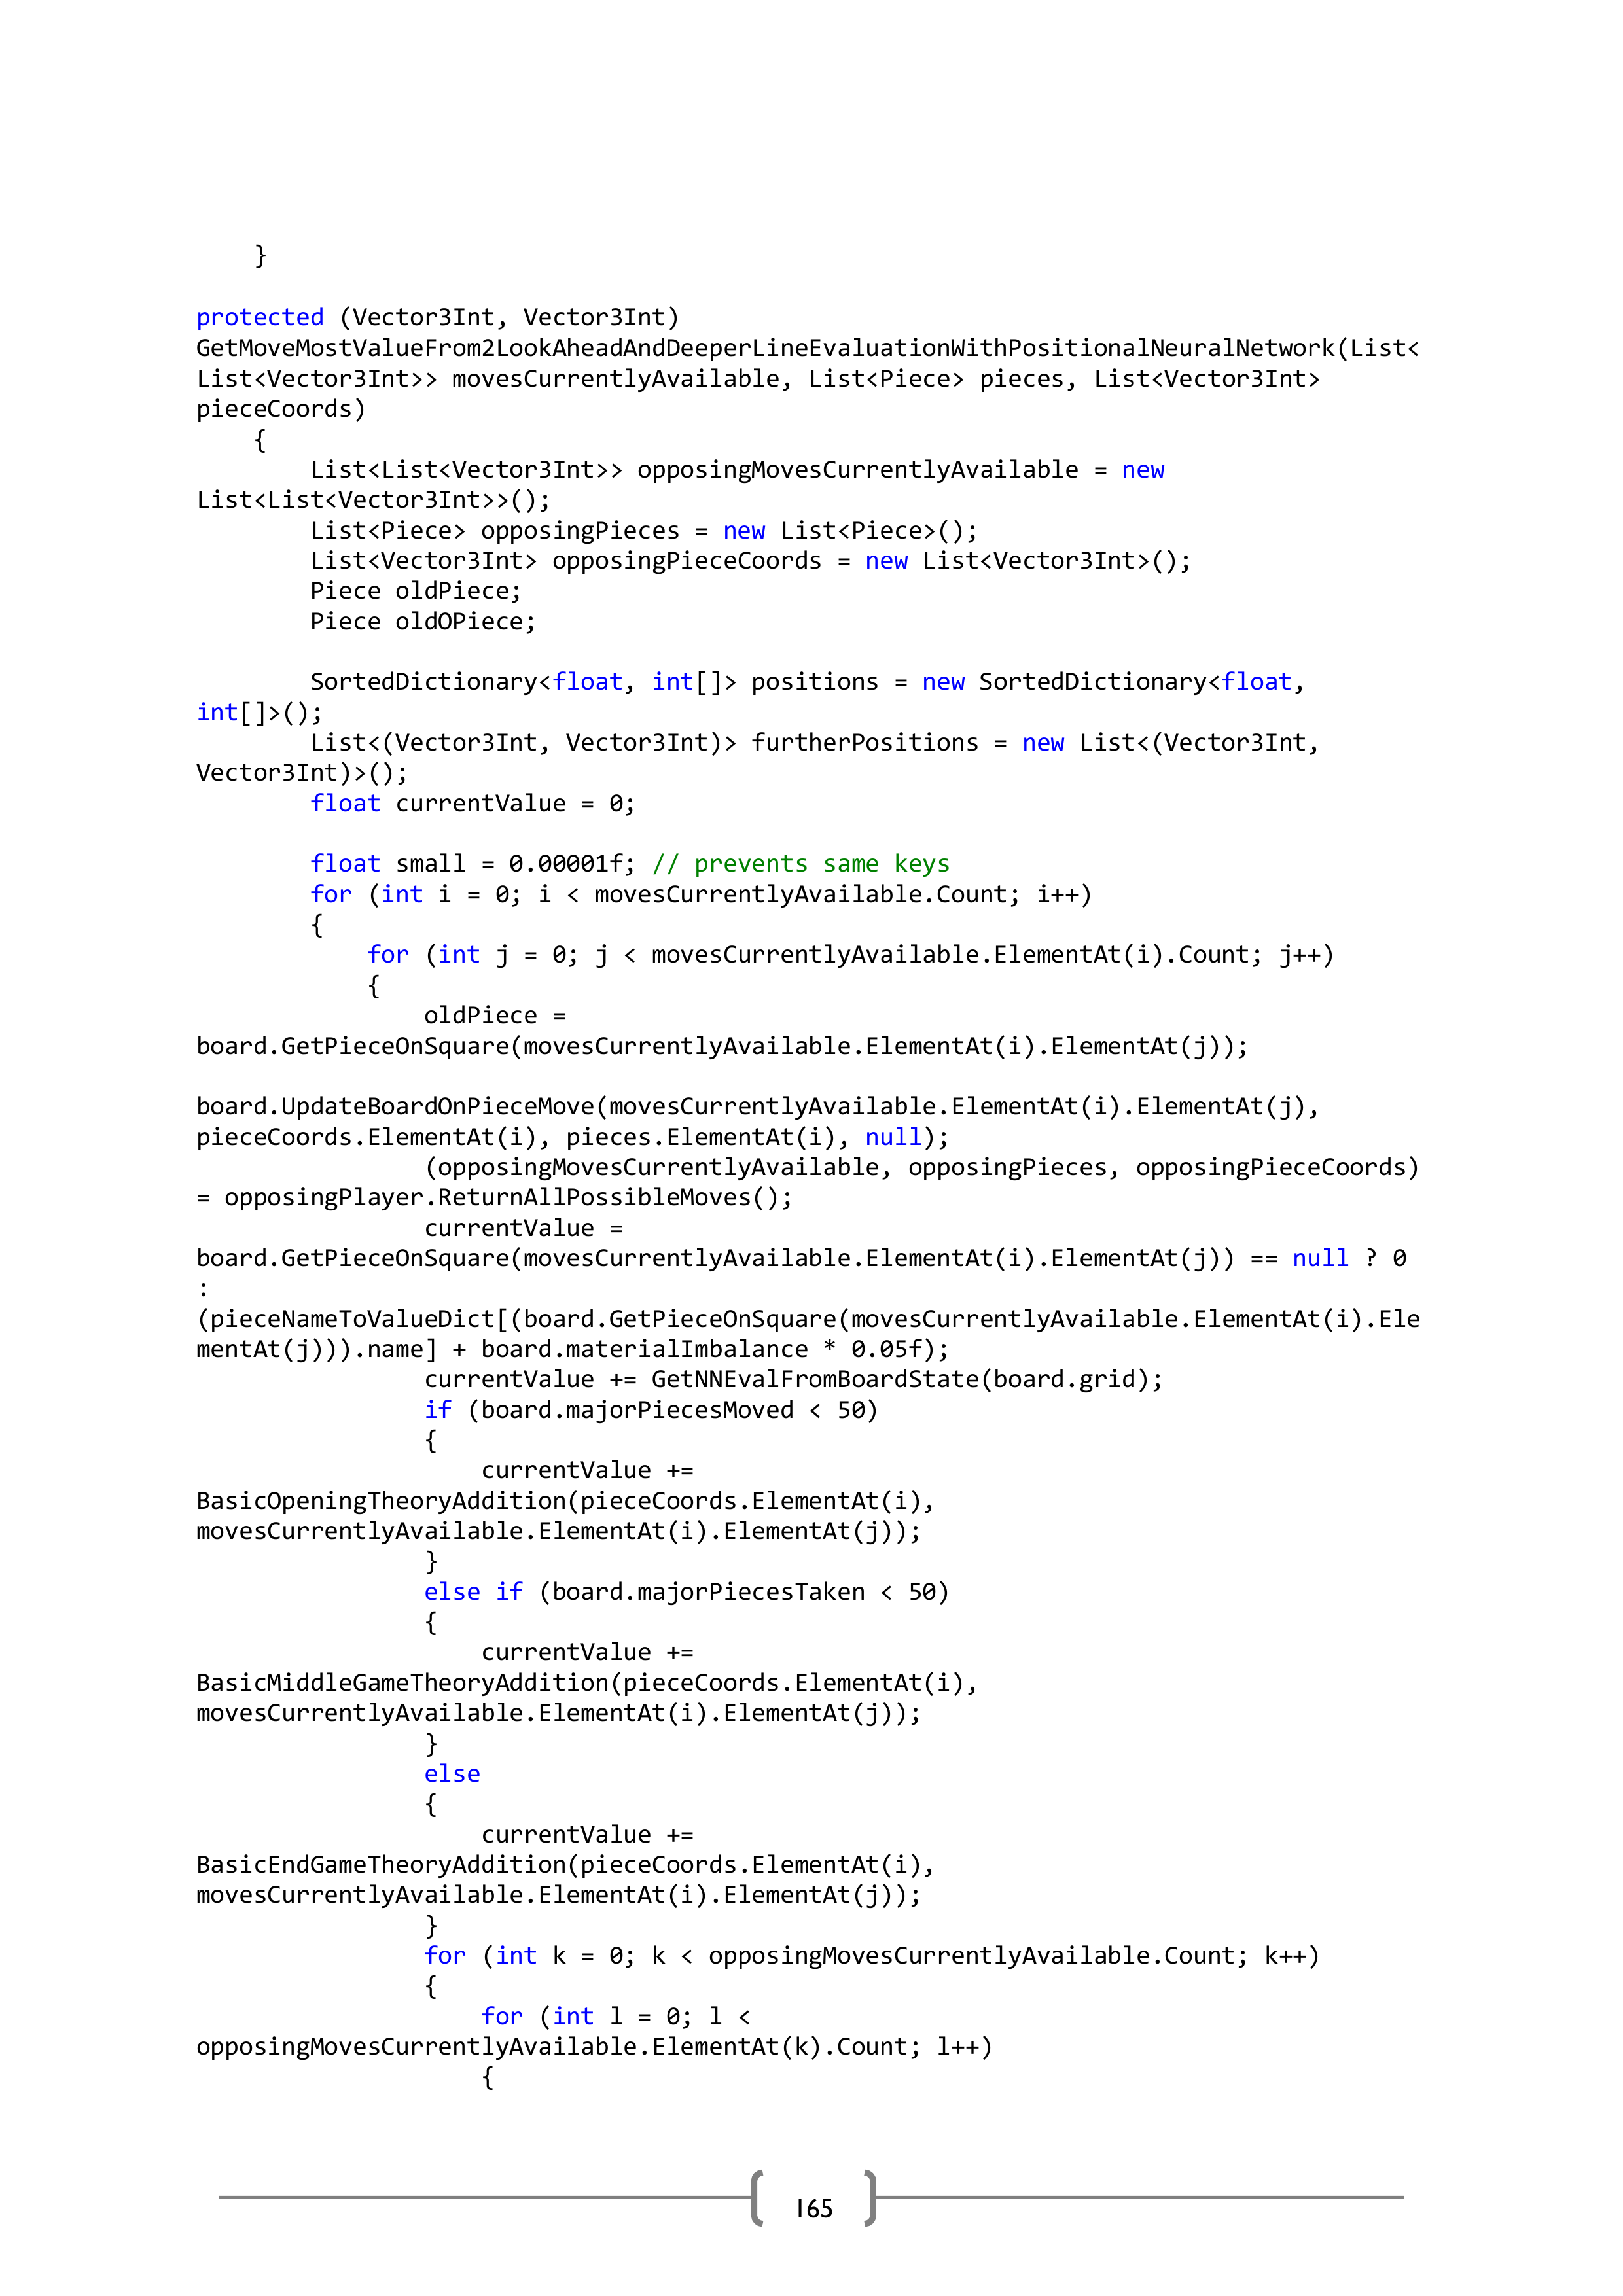 }
protected (Vector3Int, Vector3Int)
GetMoveMostValueFrom2LookAheadAndDeeperLineEvaluationWithPositionalNeuralNetwork(List<
List<Vector3Int>> movesCurrentlyAvailable, List<Piece> pieces, List<Vector3Int>
pieceCoords)
{
List<List<Vector3Int>> opposingMovesCurrentlyAvailable = new
List<List<Vector3Int>>();
List<Piece> opposingPieces = new List<Piece>();
List<Vector3Int> opposingPieceCoords = new List<Vector3Int>();
Piece oldPiece;
Piece oldOPiece;
SortedDictionary<float, int[]> positions = new SortedDictionary<float,
int[]>();
List<(Vector3Int, Vector3Int)> furtherPositions = new List<(Vector3Int,
Vector3Int)>();
float currentValue = 0;
float small = 0.00001f; // prevents same keys
for (int i = 0; i < movesCurrentlyAvailable.Count; i++)
{
for (int j = 0; j < movesCurrentlyAvailable.ElementAt(i).Count; j++)
{
oldPiece =
board.GetPieceOnSquare(movesCurrentlyAvailable.ElementAt(i).ElementAt(j));
board.UpdateBoardOnPieceMove(movesCurrentlyAvailable.ElementAt(i).ElementAt(j),
pieceCoords.ElementAt(i), pieces.ElementAt(i), null);
(opposingMovesCurrentlyAvailable, opposingPieces, opposingPieceCoords)
= opposingPlayer.ReturnAllPossibleMoves();
currentValue =
board.GetPieceOnSquare(movesCurrentlyAvailable.ElementAt(i).ElementAt(j)) == null ? 0
:
(pieceNameToValueDict[(board.GetPieceOnSquare(movesCurrentlyAvailable.ElementAt(i).Ele
mentAt(j))).name] + board.materialImbalance * 0.05f);
currentValue += GetNNEvalFromBoardState(board.grid);
if (board.majorPiecesMoved < 50)
{
currentValue +=
BasicOpeningTheoryAddition(pieceCoords.ElementAt(i),
movesCurrentlyAvailable.ElementAt(i).ElementAt(j));
}
else if (board.majorPiecesTaken < 50)
{
currentValue +=
BasicMiddleGameTheoryAddition(pieceCoords.ElementAt(i),
movesCurrentlyAvailable.ElementAt(i).ElementAt(j));
}
else
{
currentValue +=
BasicEndGameTheoryAddition(pieceCoords.ElementAt(i),
movesCurrentlyAvailable.ElementAt(i).ElementAt(j));
}
for (int k = 0; k < opposingMovesCurrentlyAvailable.Count; k++)
{
for (int l = 0; l <
opposingMovesCurrentlyAvailable.ElementAt(k).Count; l++)
{
165